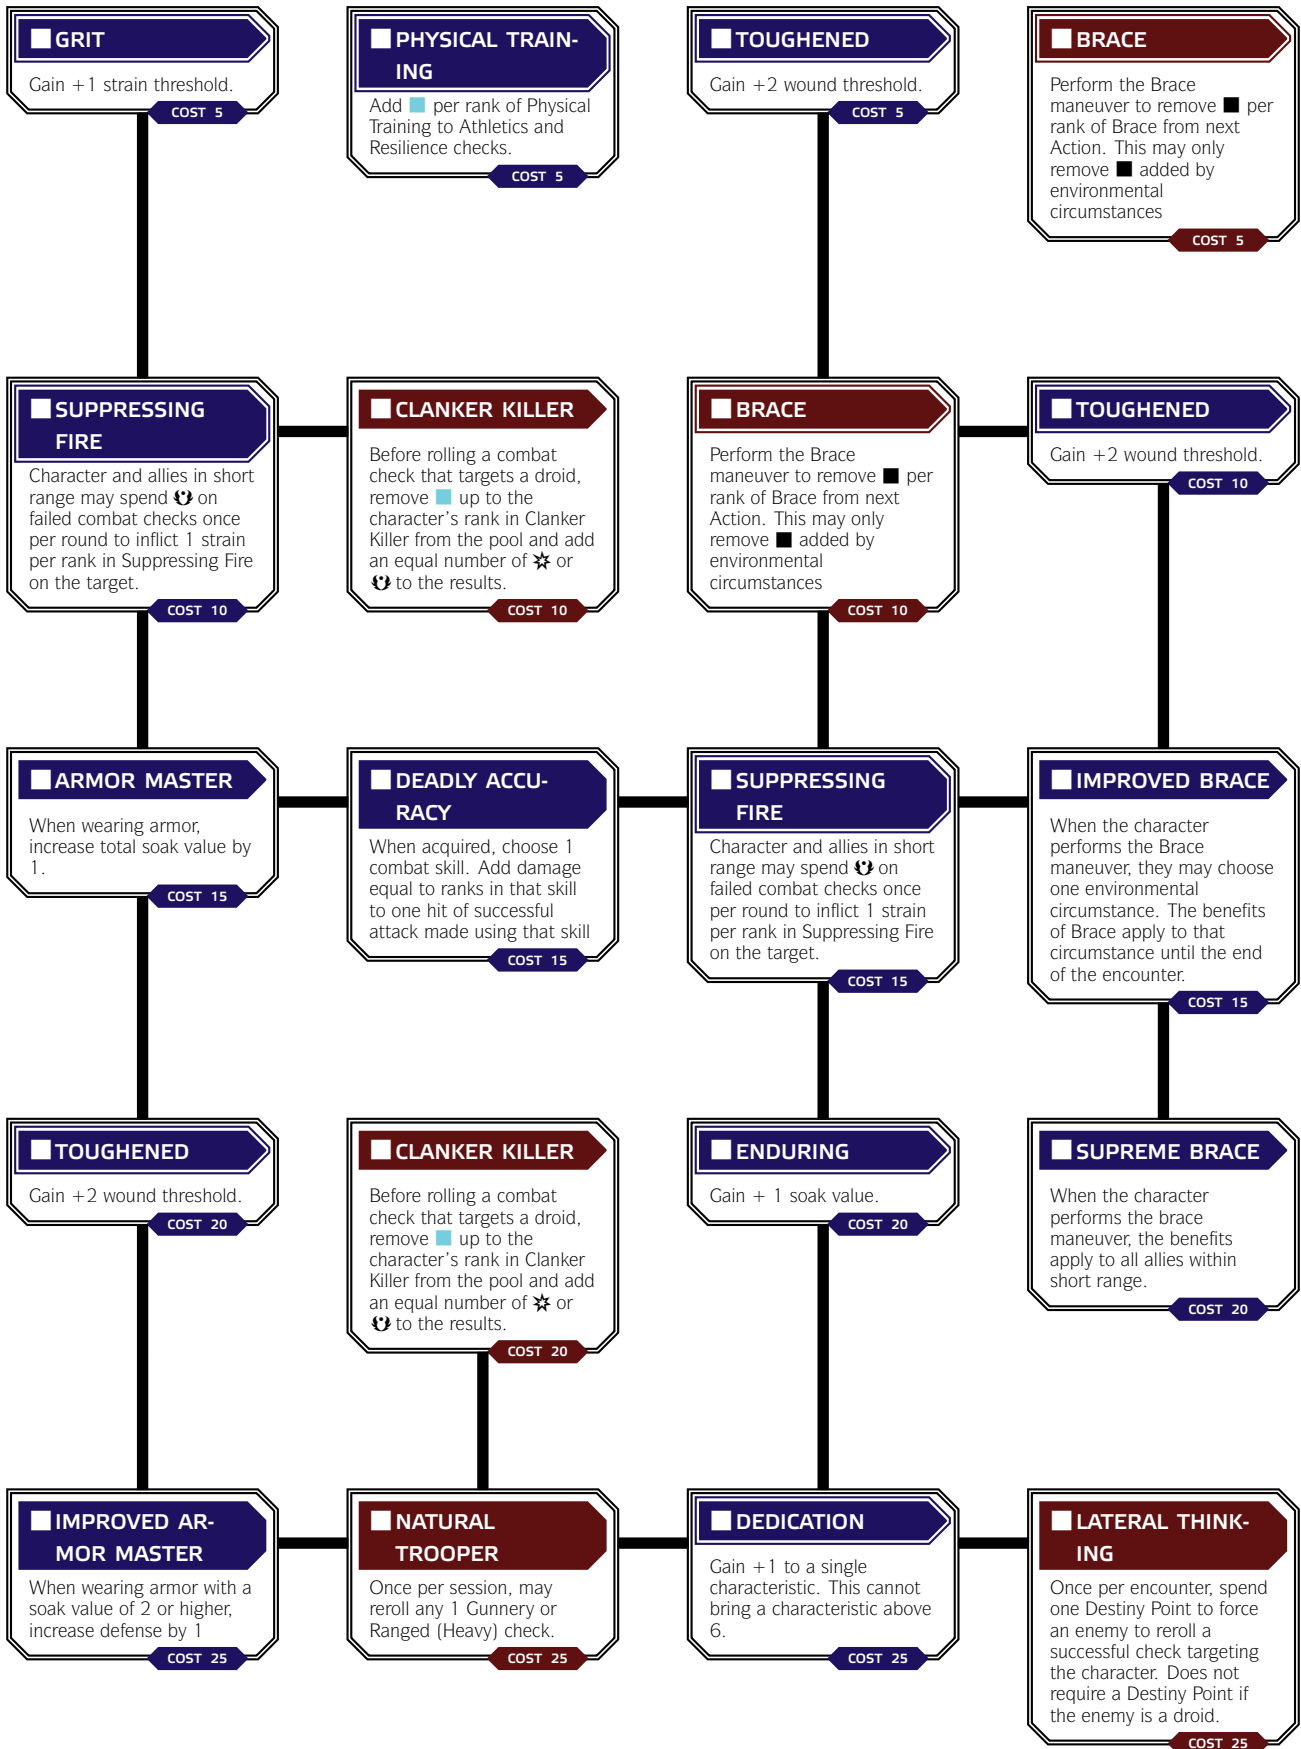 GRIT
Gain +1 strain threshold.
COST 5
PHYSICAL TRAIN-
ING
Add per rank of Physical
Training to Athletics and
Resilience checks.
COST 5
TOUGHENED
Gain +2 wound threshold.
COST 5
BRACE
Perform the Brace
maneuver to remove per
rank of Brace from next
Action. This may only
remove added by
environmental
circumstances
COST 5
SUPPRESSING
FIRE
Character and allies in short
range may spend on
failed combat checks once
per round to inflict 1 strain
per rank in Suppressing Fire
on the target.
COST 10
CLANKER KILLER
Before rolling a combat
check that targets a droid,
remove up to the
character's rank in Clanker
Killer from the pool and add
an equal number of or
to the results.
COST 10
BRACE
Perform the Brace
maneuver to remove per
rank of Brace from next
Action. This may only
remove added by
environmental
circumstances
COST 10
TOUGHENED
Gain +2 wound threshold.
COST 10
ARMOR MASTER
When wearing armor,
increase total soak value by
1.
COST 15
DEADLY ACCU-
RACY
When acquired, choose 1
combat skill. Add damage
equal to ranks in that skill
to one hit of successful
attack made using that skill
COST 15
SUPPRESSING
FIRE
Character and allies in short
range may spend on
failed combat checks once
per round to inflict 1 strain
per rank in Suppressing Fire
on the target.
COST 15
IMPROVED BRACE
When the character
performs the Brace
maneuver, they may choose
one environmental
circumstance. The benefits
of Brace apply to that
circumstance until the end
of the encounter.
COST 15
TOUGHENED
Gain +2 wound threshold.
COST 20
CLANKER KILLER
Before rolling a combat
check that targets a droid,
remove up to the
character's rank in Clanker
Killer from the pool and add
an equal number of or
to the results.
COST 20
ENDURING
Gain + 1 soak value.
COST 20
SUPREME BRACE
When the character
performs the brace
maneuver, the benefits
apply to all allies within
short range.
COST 20
IMPROVED AR-
MOR MASTER
When wearing armor with a
soak value of 2 or higher,
increase defense by 1
COST 25
NATURAL
TROOPER
Once per session, may
reroll any 1 Gunnery or
Ranged (Heavy) check.
COST 25
DEDICATION
Gain +1 to a single
characteristic. This cannot
bring a characteristic above
6.
COST 25
LATERAL THINK-
ING
Once per encounter, spend
one Destiny Point to force
an enemy to reroll a
successful check targeting
the character. Does not
require a Destiny Point if
the enemy is a droid.
COST 25